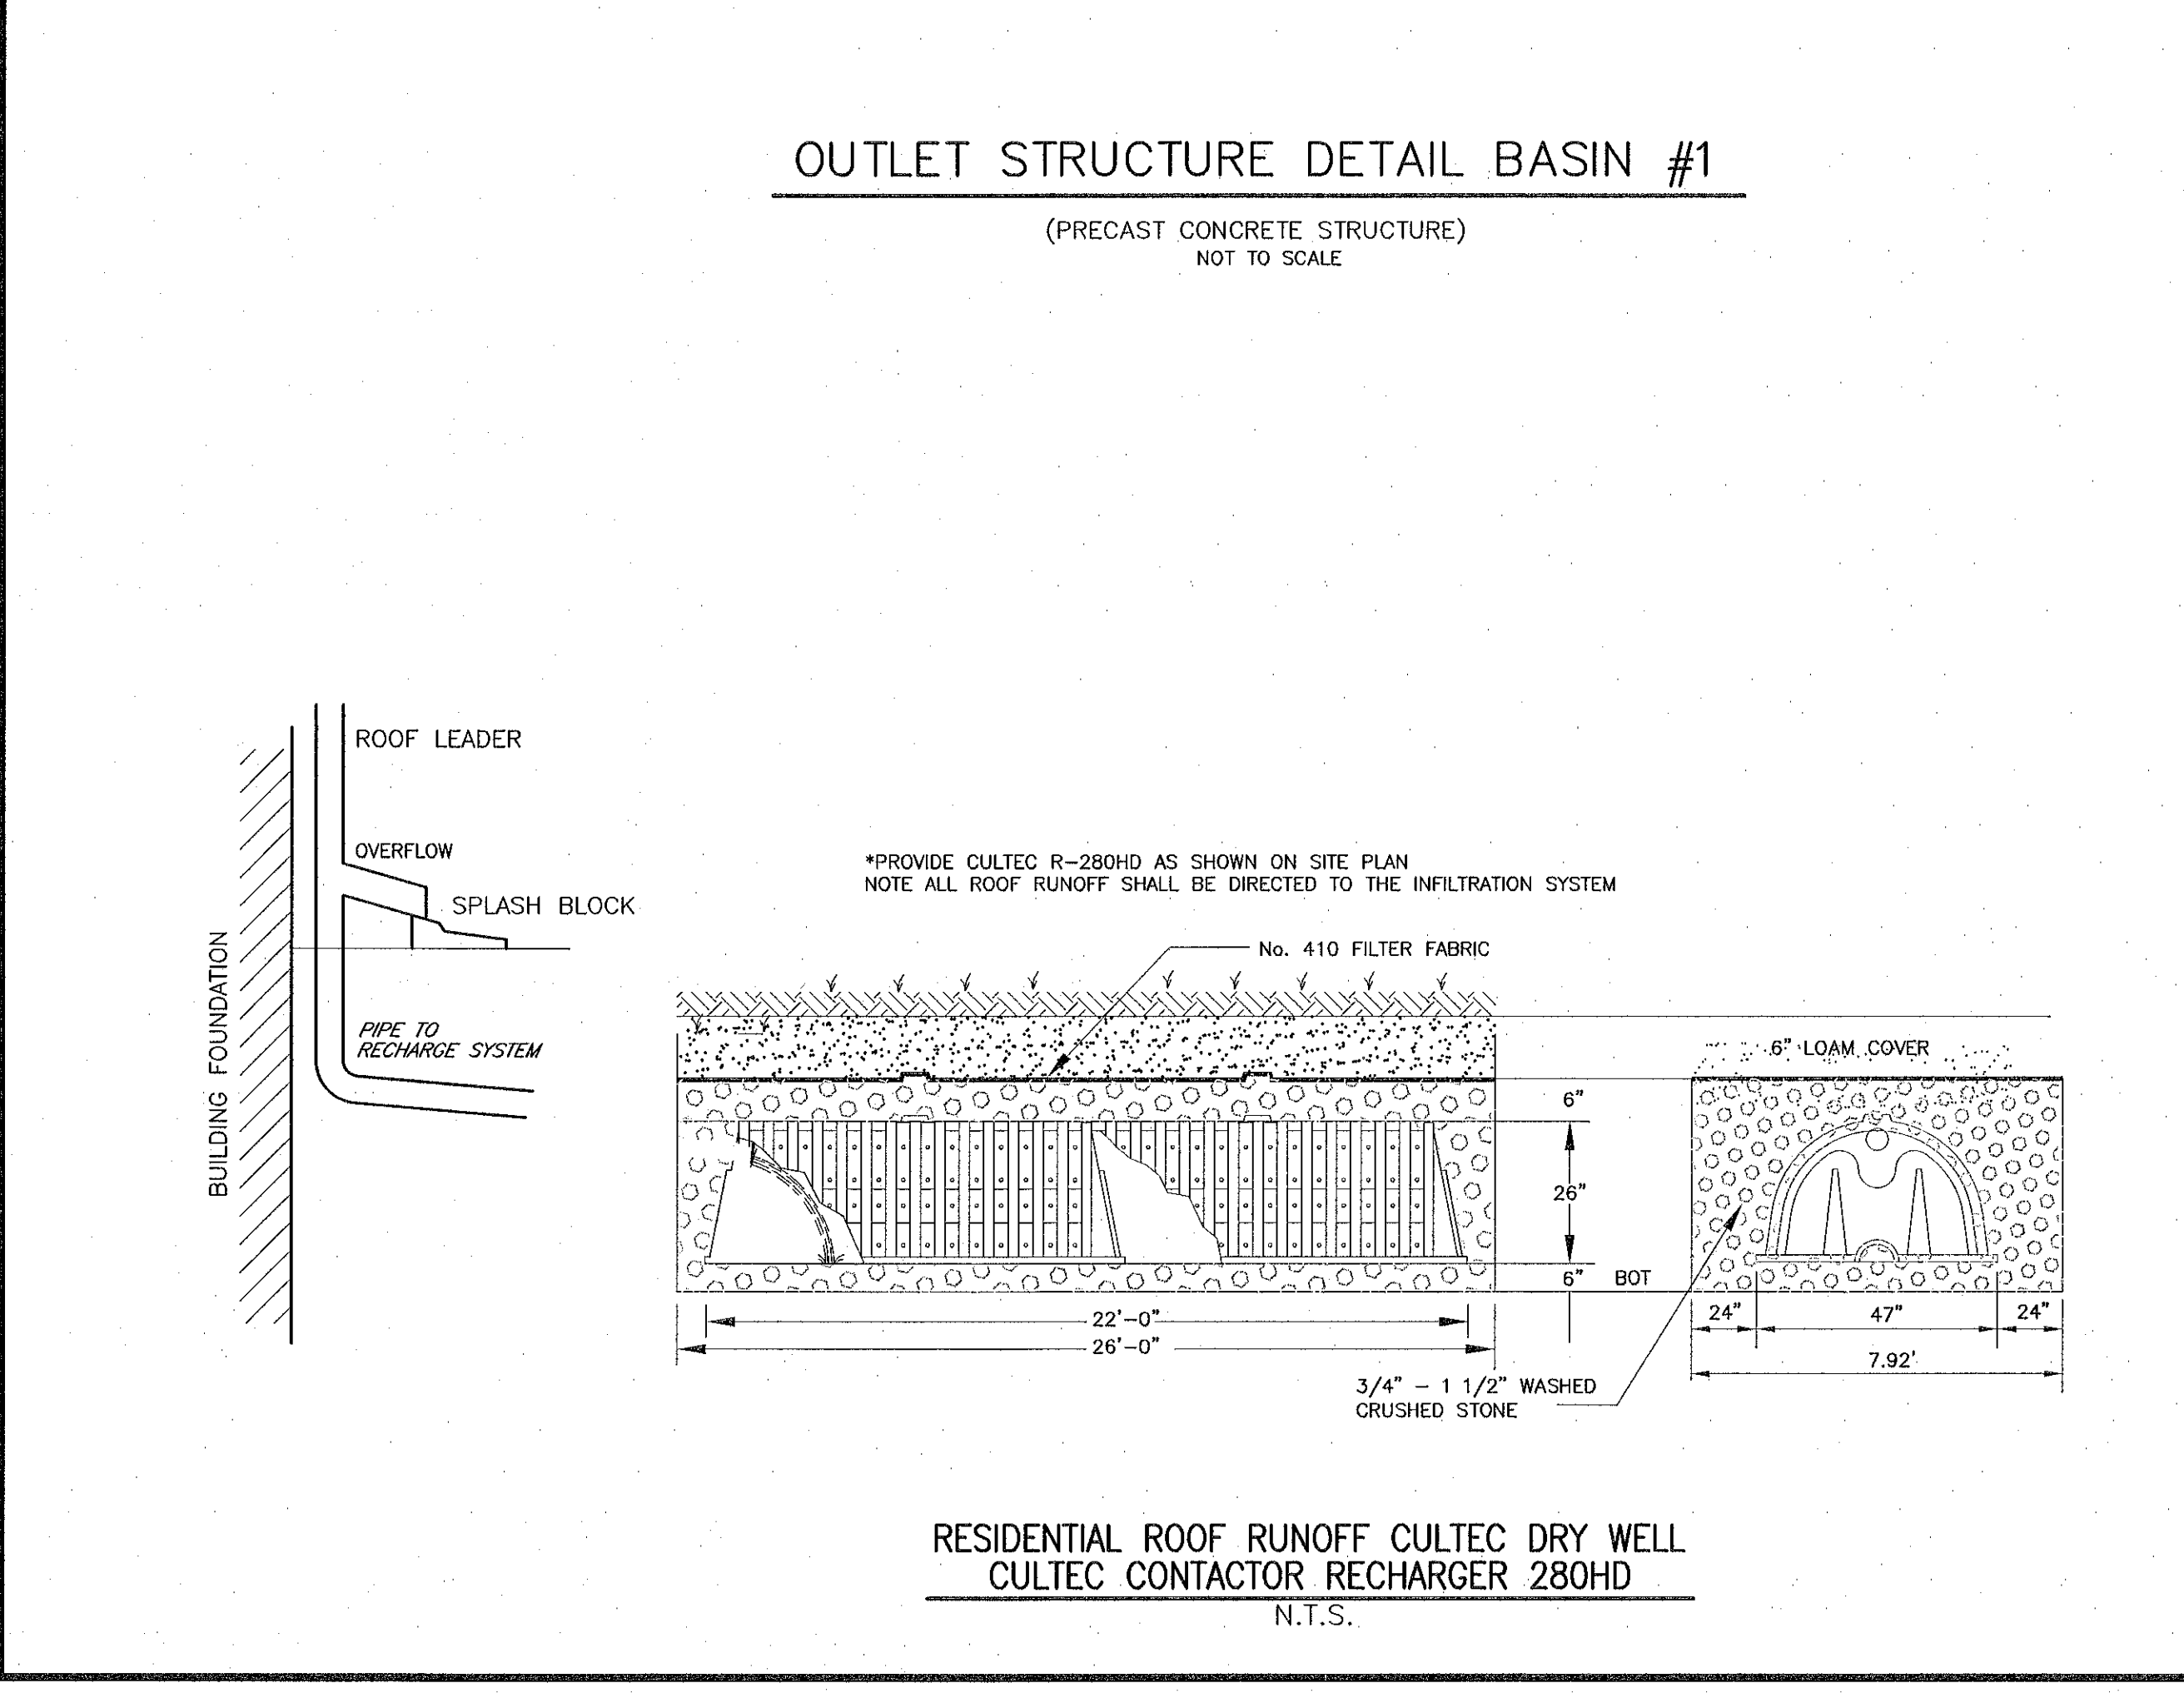 OUTLET STRUCTURE DETAIL BASIN #1
(PRECAST CONCRETE STRUCTURE)
NOT TO SCALE
ROOF LEADER
OVERFLOW
SPLASH BLOCK
BUILDING FOUNDATION
PIPE TO
RECHARGE SYSTEM
*PROVIDE CULTEC R-280HD AS SHOWN ON SITE PLAN
NOTE ALL ROOF RUNOFF SHALL BE DIRECTED TO THE INFILTRATION SYSTEM
No. 410 FILTER FABRIC
6" LOAM COVER
6"
26"
6" BOT
22'-0"
26'-0"
24"
47"
24"
7.92'
3/4" - 1 1/2" WASHED
CRUSHED STONE
RESIDENTIAL ROOF RUNOFF CULTEC DRY WELL
CULTEC CONTACTOR RECHARGER 280HD
N.T.S.